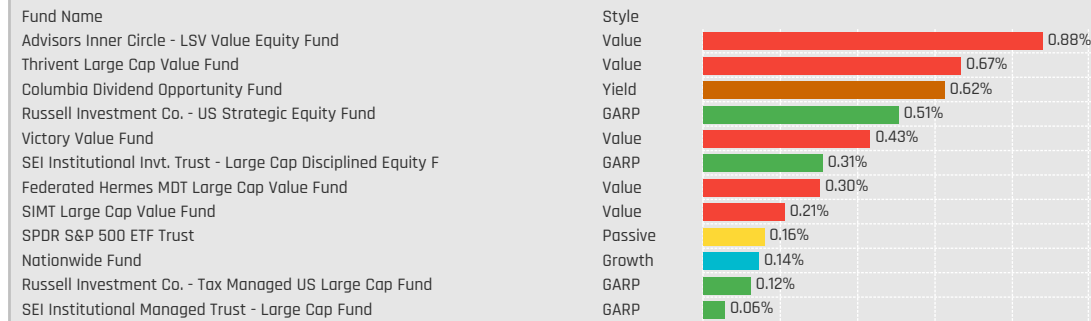 Fund Name Style
Advisors Inner Circle - LSV Value Equity Fund Value 0.88%
Thrivent Large Cap Value Fund Value 0.67%
Columbia Dividend Opportunity Fund Yield 0.62%
Russell Investment Co. - US Strategic Equity Fund GARP 0.51%
Victory Value Fund Value 0.43%
SEI Institutional Invt. Trust - Large Cap Disciplined Equity F GARP 0.31%
Federated Hermes MDT Large Cap Value Fund Value 0.30%
SIMT Large Cap Value Fund Value 0.21%
SPDR S&P 500 ETF Trust Passive 0.16%
Nationwide Fund Growth 0.14%
Russell Investment Co. - Tax Managed US Large Cap Fund GARP 0.12%
SEI Institutional Managed Trust - Large Cap Fund GARP 0.06%